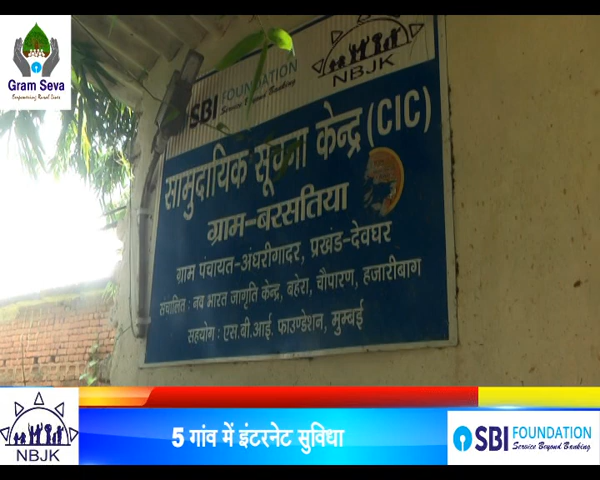 Gram Seva
Empowering Rural Lives
SBI FOUNDATION
Service Beyond Banking
NBJK
सामुदायिक सूचना केन्द्र (CIC)
ग्राम-बरसतिया
ग्राम पंचायत-अंधरीगादर, प्रखंड-देवघर
संचालित : नव भारत जागृति केन्द्र, बहेरा, चौपारण, हजारीबाग
सहयोग : एस.बी.आई. फाउण्डेशन, मुम्बई
NBJK
5 गांव में इंटरनेट सुविधा
SBI FOUNDATION
Service Beyond Banking